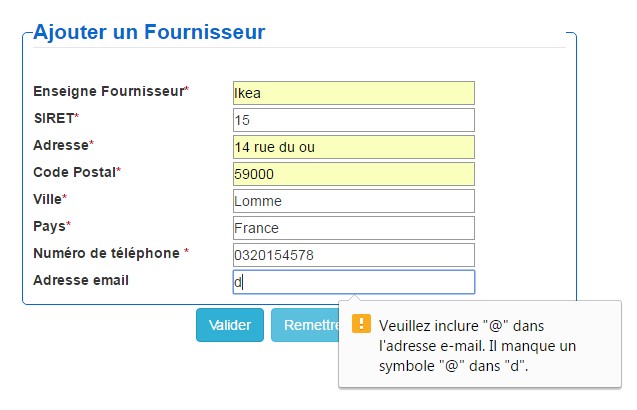 Ajouter un Fournisseur
Enseigne Fournisseur* Ikea
SIRET* 15
Adresse* 14 rue du ou
Code Postal* 59000
Ville* Lomme
Pays* France
Numéro de téléphone * 0320154578
Adresse email d
Valider Remettre
Veuillez inclure "@" dans
l'adresse e-mail. Il manque un
symbole "@" dans "d".